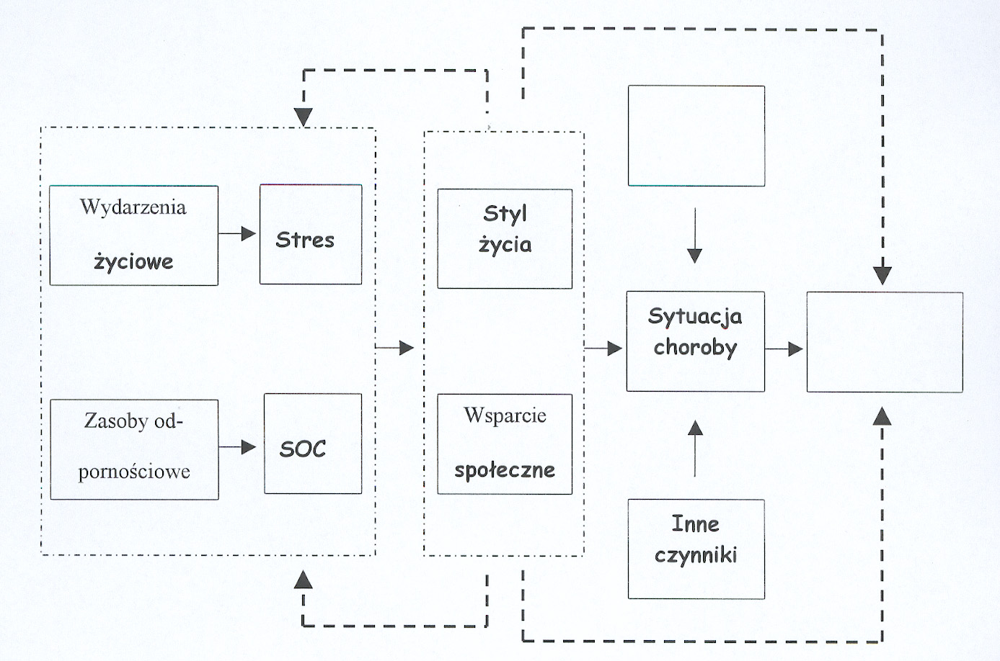 Wydarzenia
życiowe
Stres
Styl
życia
Sytuacja
choroby
Zasoby od-
pornościowe
SOC
Wsparcie
społeczne
Inne
czynniki